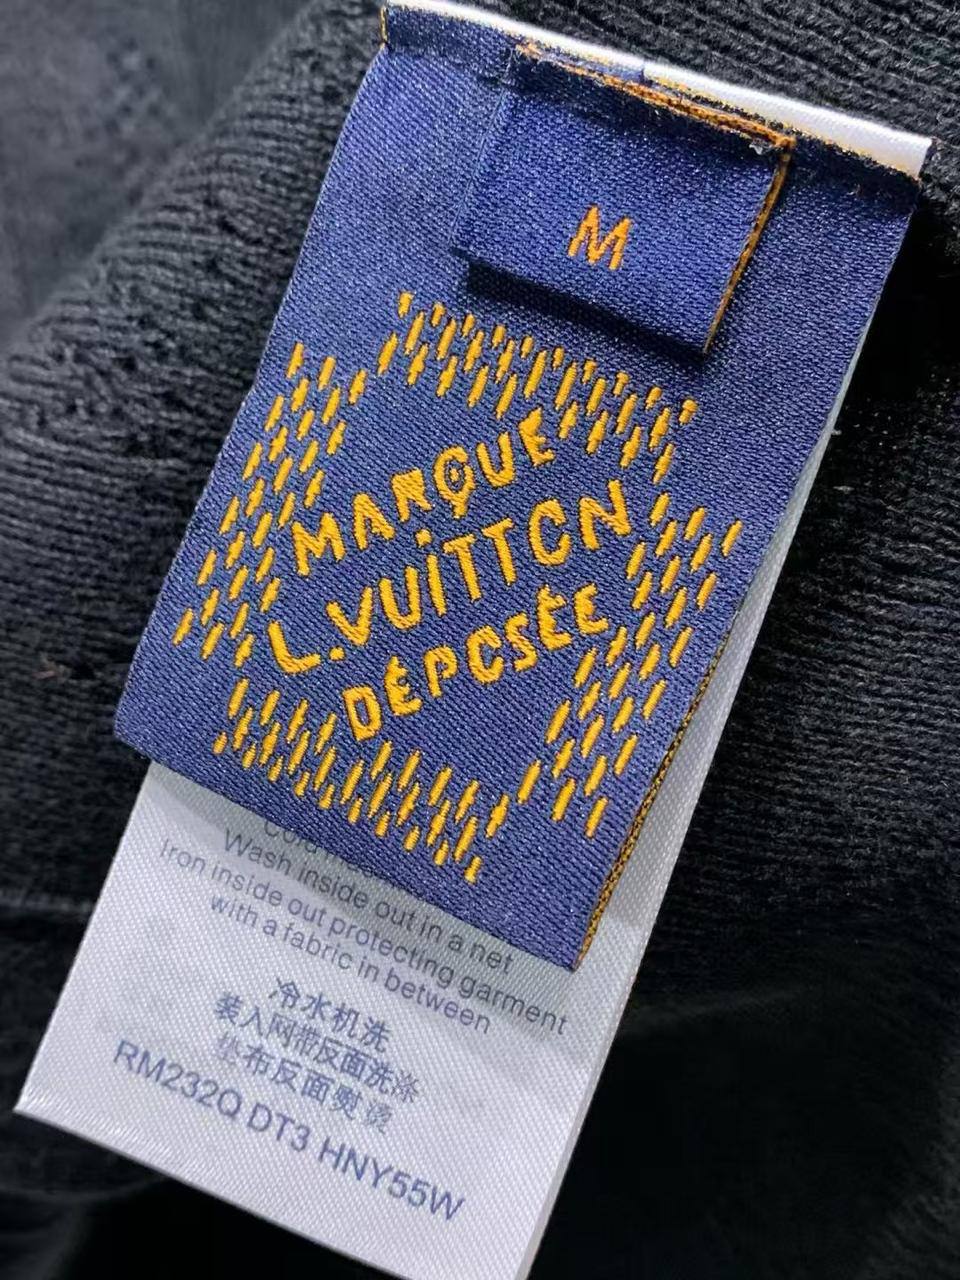 M
MARQUE
L.VUiTTON
DÉPOSÉE
Wash inside out in a net
Iron inside out protecting garment
with a fabric in between
冷水机洗
装入网带反面洗涤
垫布反面熨烫
RM232Q DT3 HNY55W